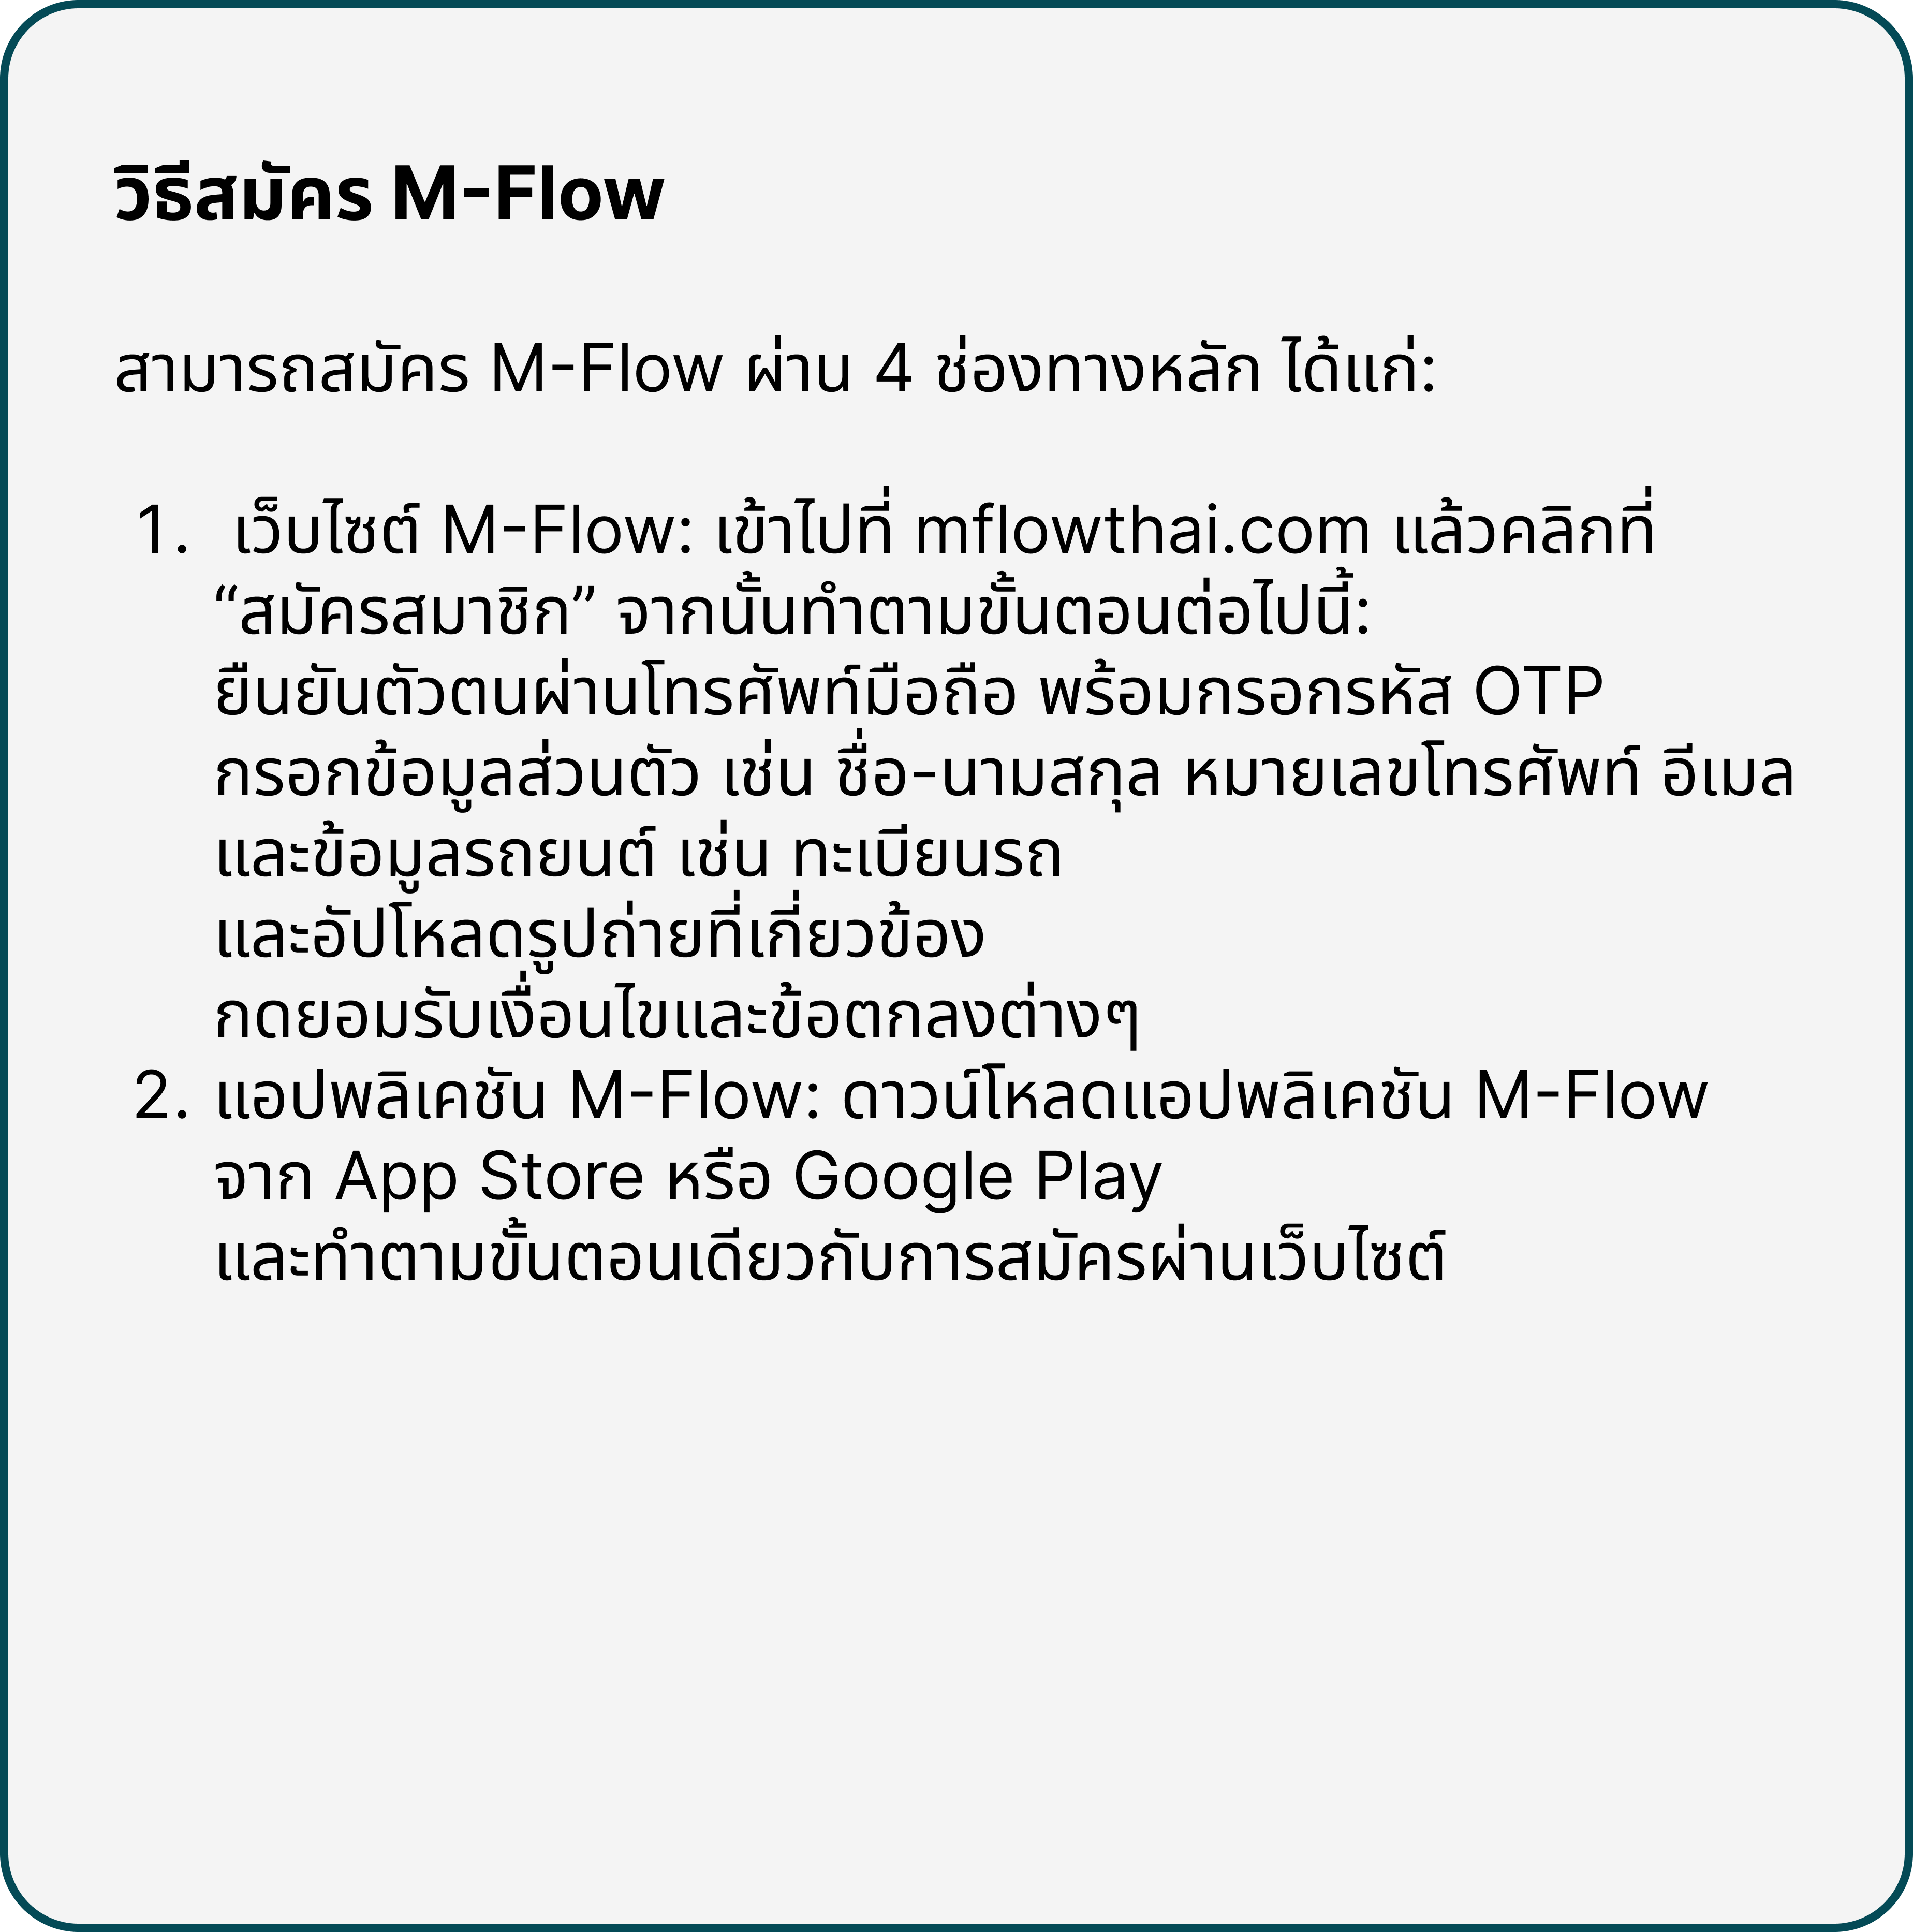 วิธีสมัคร M-Flow
สามารถสมัคร M-Flow ผ่าน 4 ช่องทางหลัก ได้แก่:
1. เว็บไซต์ M-Flow: เข้าไปที่ mflowthai.com แล้วคลิกที่
“สมัครสมาชิก” จากนั้นทำตามขั้นตอนต่อไปนี้:
ยืนยันตัวตนผ่านโทรศัพท์มือถือ พร้อมกรอกรหัส OTP
กรอกข้อมูลส่วนตัว เช่น ชื่อ-นามสกุล หมายเลขโทรศัพท์ อีเมล
และข้อมูลรถยนต์ เช่น ทะเบียนรถ
และอัปโหลดรูปถ่ายที่เกี่ยวข้อง
กดยอมรับเงื่อนไขและข้อตกลงต่างๆ
2. แอปพลิเคชัน M-Flow: ดาวน์โหลดแอปพลิเคชัน M-Flow
จาก App Store หรือ Google Play
และทำตามขั้นตอนเดียวกับการสมัครผ่านเว็บไซต์